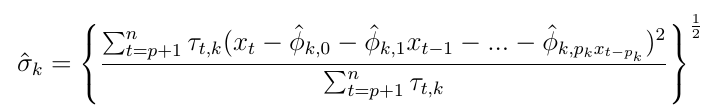 $\hat{\sigma}_k = \left\{ \frac{\sum_{t=p+1}^{n} \tau_{t,k} (x_t - \hat{\phi}_{k,0} - \hat{\phi}_{k,1} x_{t-1} - ... - \hat{\phi}_{k,p_k x_{t-p_k}})^2}{\sum_{t=p+1}^{n} \tau_{t,k}} \right\}^{\frac{1}{2}}$